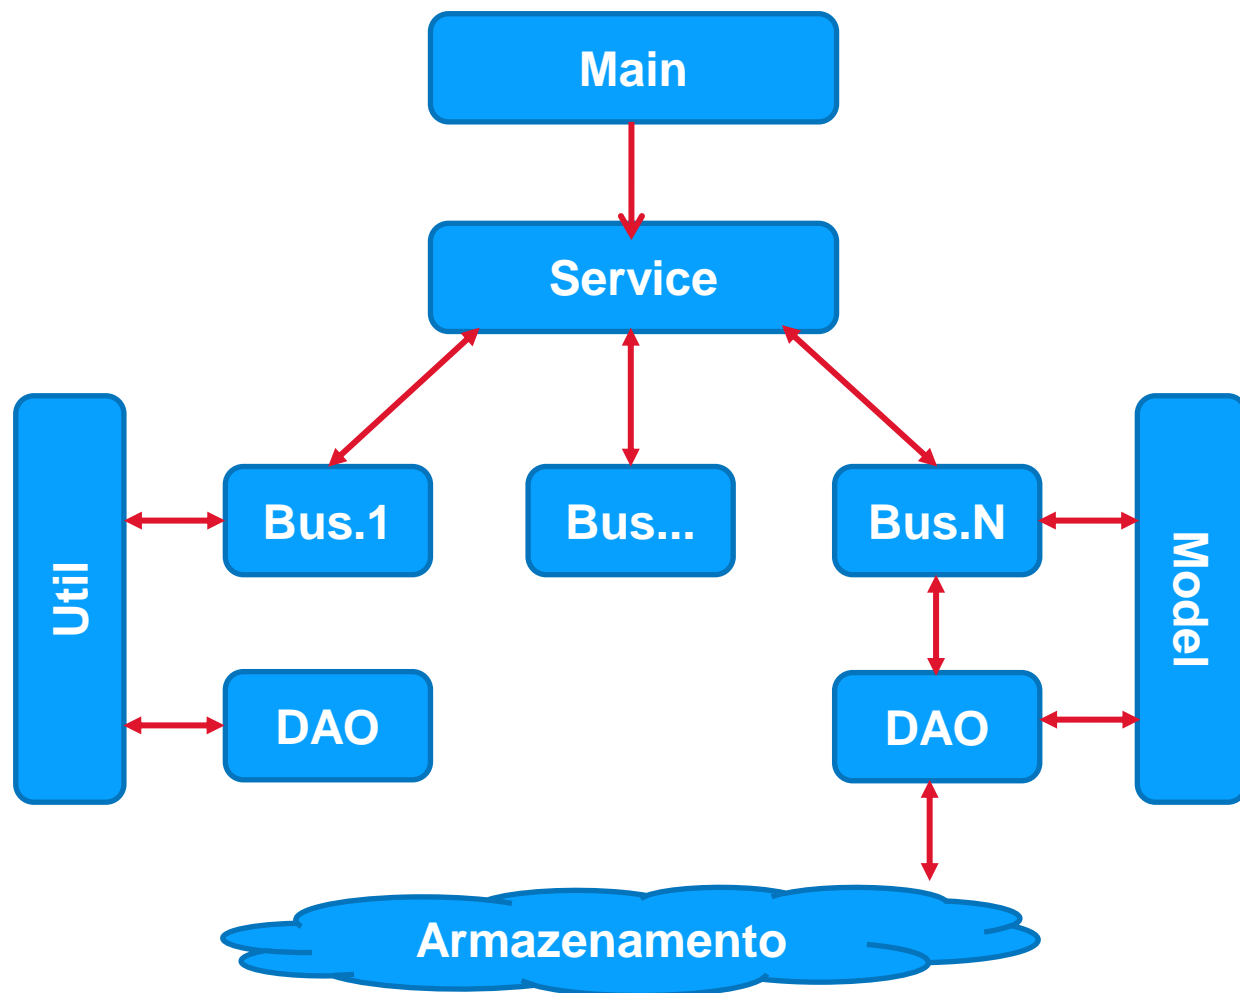 Main
Service
Util
Bus.1
Bus...
Bus.N
Model
DAO
DAO
Armazenamento